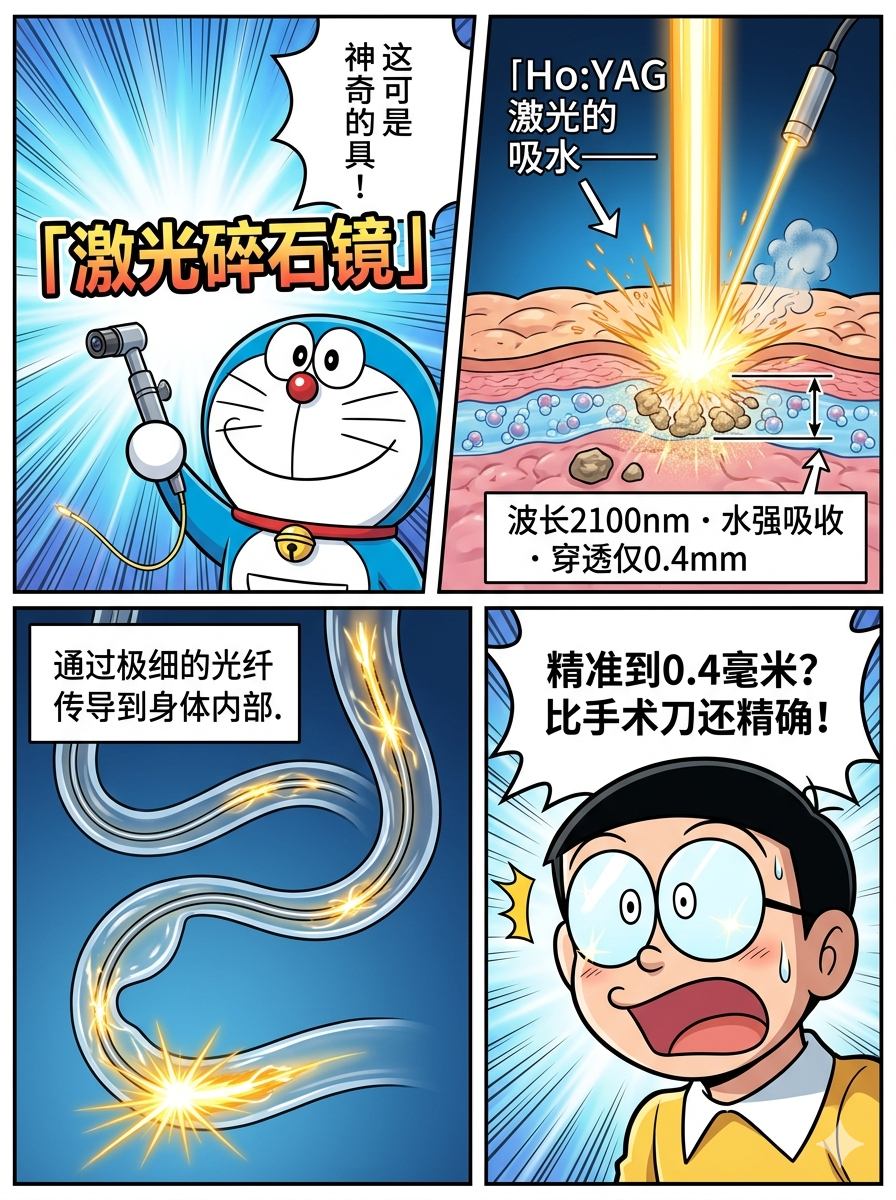 这可是
神奇的具！
「激光碎石镜」
「Ho:YAG
激光的
吸水——
波长2100nm·水强吸收
·穿透仅0.4mm
通过极细的光纤
传导到身体内部.
精准到0.4毫米？
比手术刀还精确！